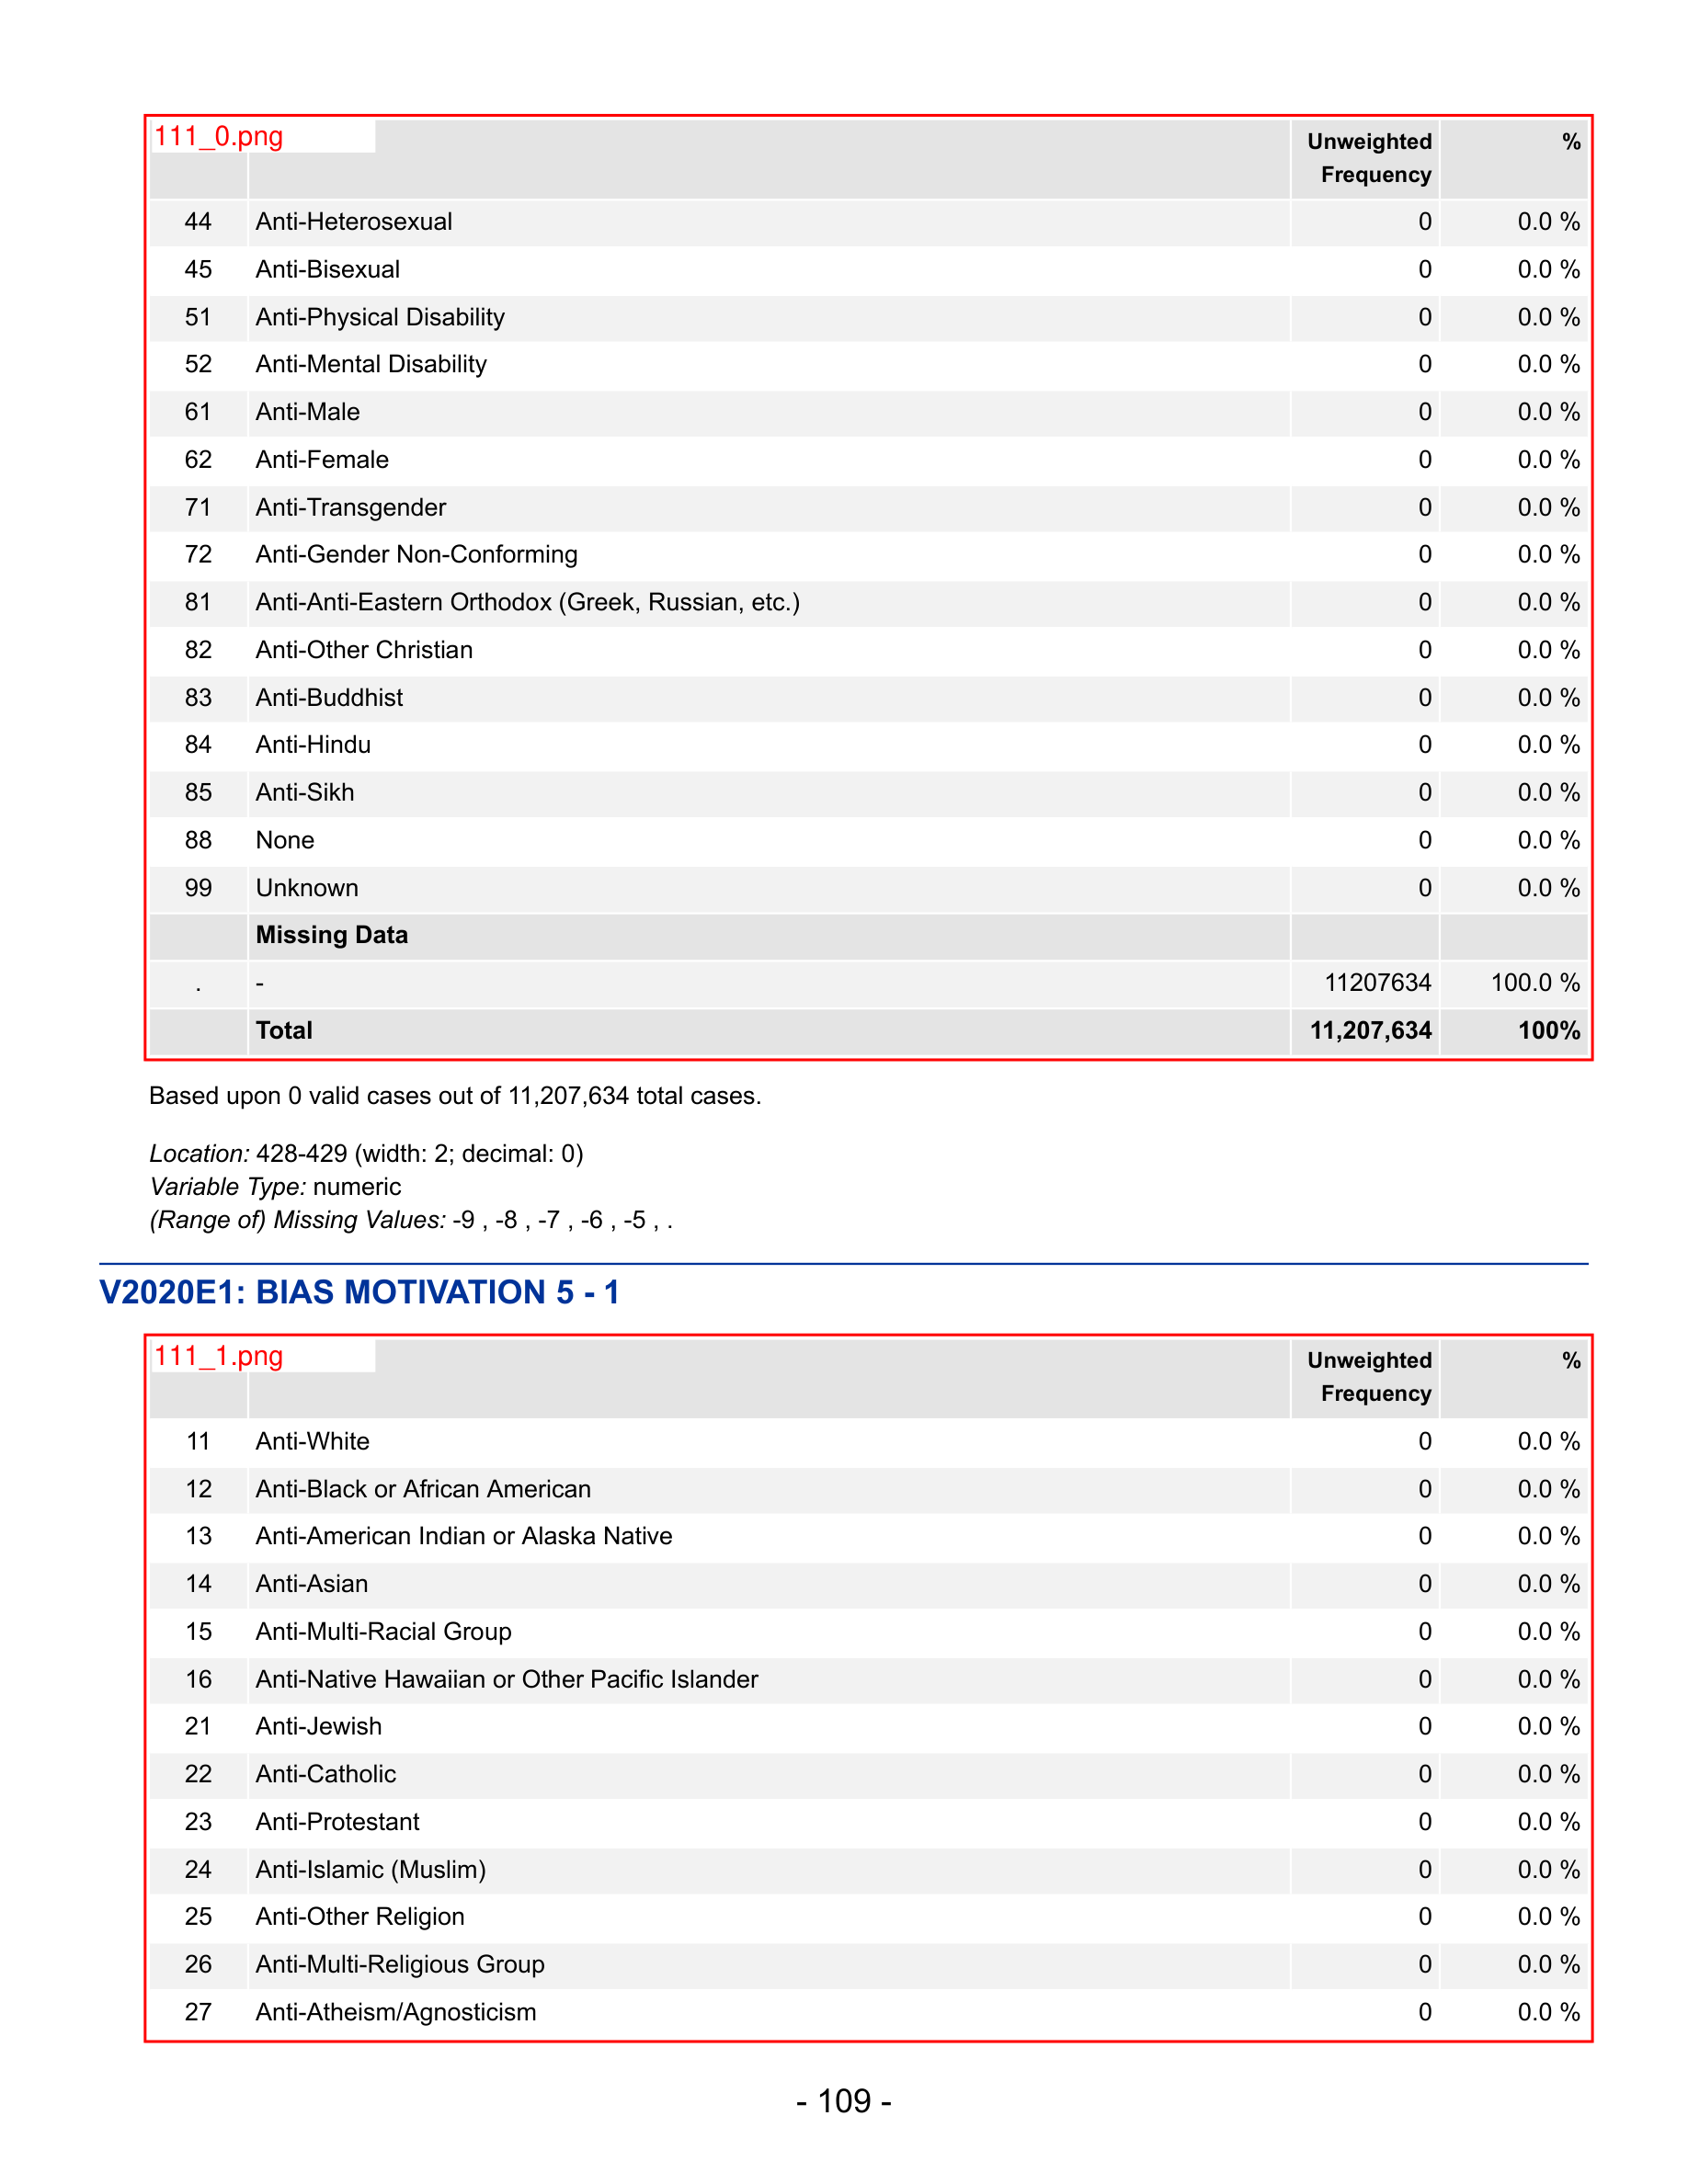 111_0.png
Unweighted Frequency %
44 Anti-Heterosexual 0 0.0 %
45 Anti-Bisexual 0 0.0 %
51 Anti-Physical Disability 0 0.0 %
52 Anti-Mental Disability 0 0.0 %
61 Anti-Male 0 0.0 %
62 Anti-Female 0 0.0 %
71 Anti-Transgender 0 0.0 %
72 Anti-Gender Non-Conforming 0 0.0 %
81 Anti-Anti-Eastern Orthodox (Greek, Russian, etc.) 0 0.0 %
82 Anti-Other Christian 0 0.0 %
83 Anti-Buddhist 0 0.0 %
84 Anti-Hindu 0 0.0 %
85 Anti-Sikh 0 0.0 %
88 None 0 0.0 %
99 Unknown 0 0.0 %
Missing Data
. - 11207634 100.0 %
Total 11,207,634 100%
Based upon 0 valid cases out of 11,207,634 total cases.
Location: 428-429 (width: 2; decimal: 0)
Variable Type: numeric
(Range of) Missing Values: -9 , -8 , -7 , -6 , -5 , .
V2020E1: BIAS MOTIVATION 5 - 1
111_1.png
Unweighted Frequency %
11 Anti-White 0 0.0 %
12 Anti-Black or African American 0 0.0 %
13 Anti-American Indian or Alaska Native 0 0.0 %
14 Anti-Asian 0 0.0 %
15 Anti-Multi-Racial Group 0 0.0 %
16 Anti-Native Hawaiian or Other Pacific Islander 0 0.0 %
21 Anti-Jewish 0 0.0 %
22 Anti-Catholic 0 0.0 %
23 Anti-Protestant 0 0.0 %
24 Anti-Islamic (Muslim) 0 0.0 %
25 Anti-Other Religion 0 0.0 %
26 Anti-Multi-Religious Group 0 0.0 %
27 Anti-Atheism/Agnosticism 0 0.0 %
- 109 -